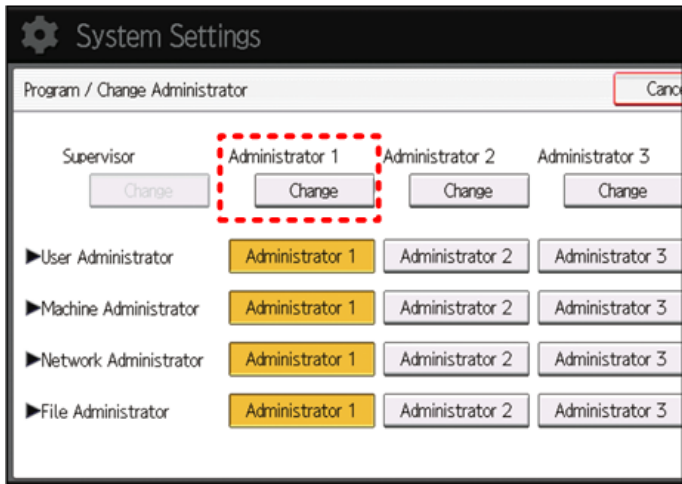 System Settings
Program / Change Administrator
Supervisor Administrator 1 Administrator 2 Administrator 3
Change Change Change Change
▶User Administrator Administrator 1 Administrator 2 Administrator 3
▶Machine Administrator Administrator 1 Administrator 2 Administrator 3
▶Network Administrator Administrator 1 Administrator 2 Administrator 3
▶File Administrator Administrator 1 Administrator 2 Administrator 3